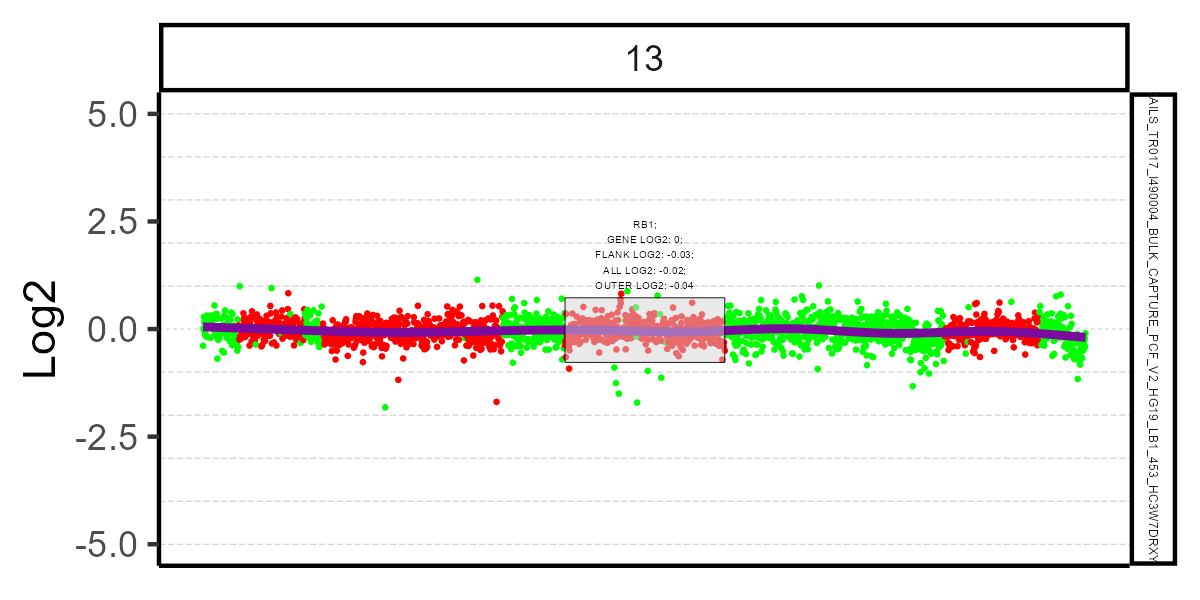 13
5.0
2.5
0.0
-2.5
-5.0
Log2
RB1;
GENE LOG2: 0;
FLANK LOG2: -0.03;
ALL LOG2: -0.02;
OUTER LOG2: -0.04
AILS_TR017_I490004_BULK_CAPTURE_PCF_V2_HG19_LB1_453_HC3W7DRXY